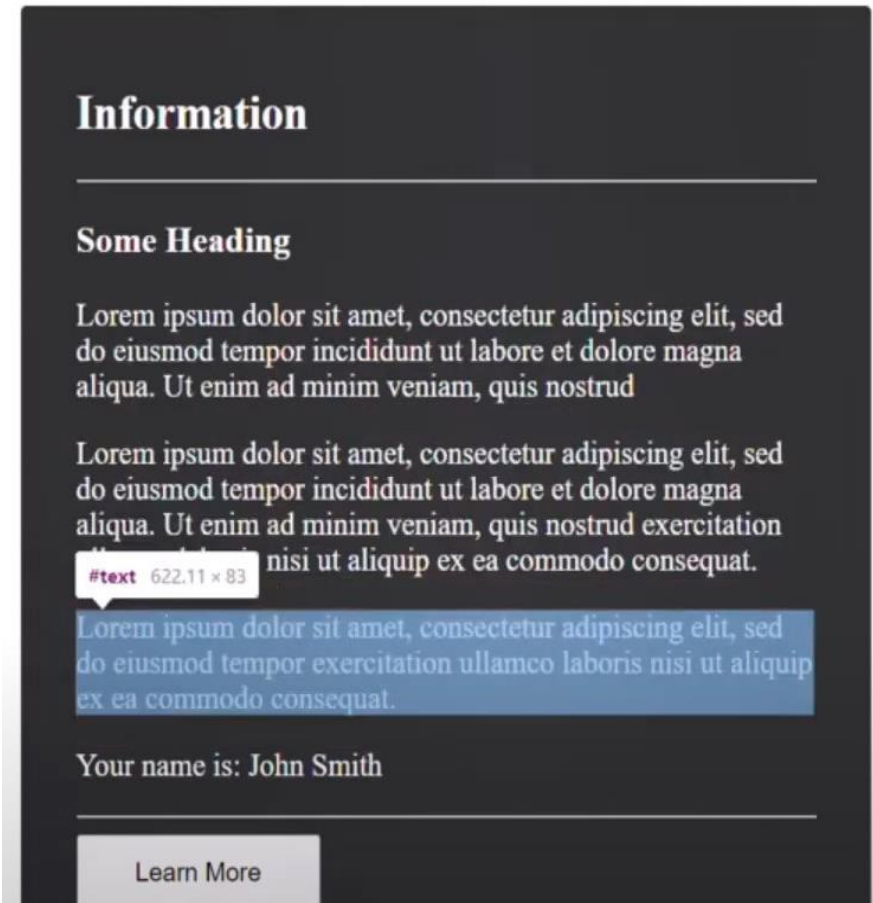 Information
Some Heading
Lorem ipsum dolor sit amet, consectetur adipiscing elit, sed
do eiusmod tempor incididunt ut labore et dolore magna
aliqua. Ut enim ad minim veniam, quis nostrud
Lorem ipsum dolor sit amet, consectetur adipiscing elit, sed
do eiusmod tempor incididunt ut labore et dolore magna
aliqua. Ut enim ad minim veniam, quis nostrud exercitation
nisi ut aliquip ex ea commodo consequat.
#text 622.11 × 83
Lorem ipsum dolor sit amet, consectetur adipiscing elit, sed
do eiusmod tempor exercitation ullamco laboris nisi ut aliquip
ex ea commodo consequat.
Your name is: John Smith
Learn More